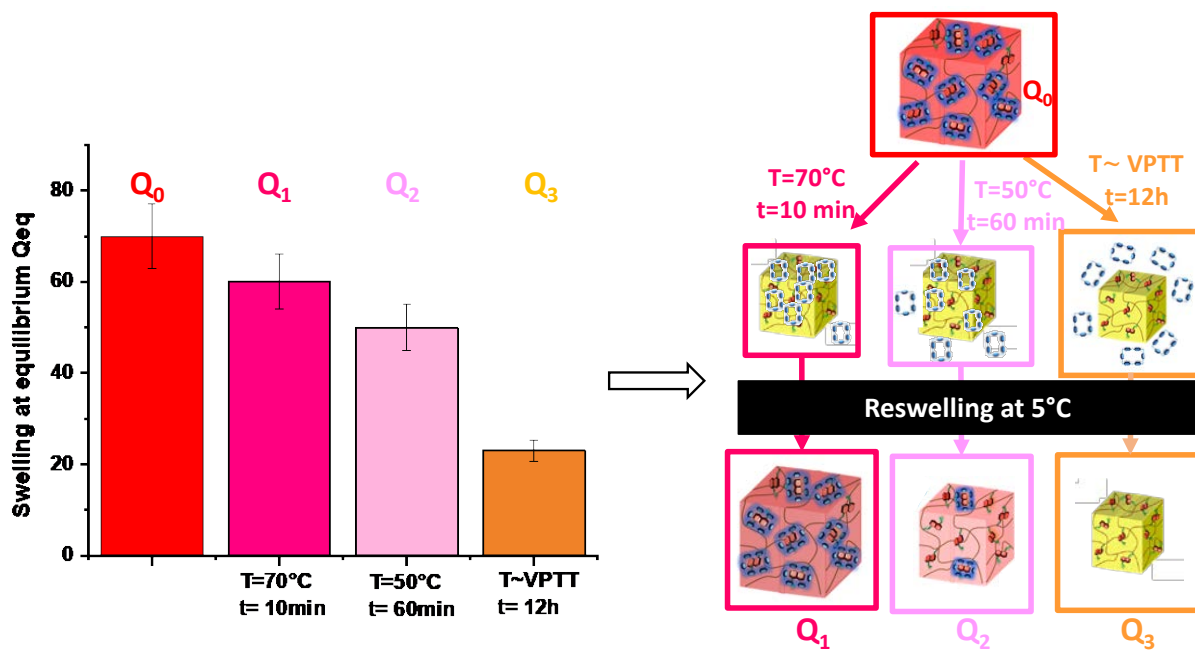 Swelling at equilibrium Qeq
80
60
40
20
0
Q₀
Q₁
Q₂
Q₃
T=70°C
t= 10min
T=50°C
t= 60min
T~VPTT
t= 12h
Q₀
T=70°C
t=10 min
T=50°C
t=60 min
T~ VPTT
t=12h
Reswelling at 5°C
Q₁
Q₂
Q₃